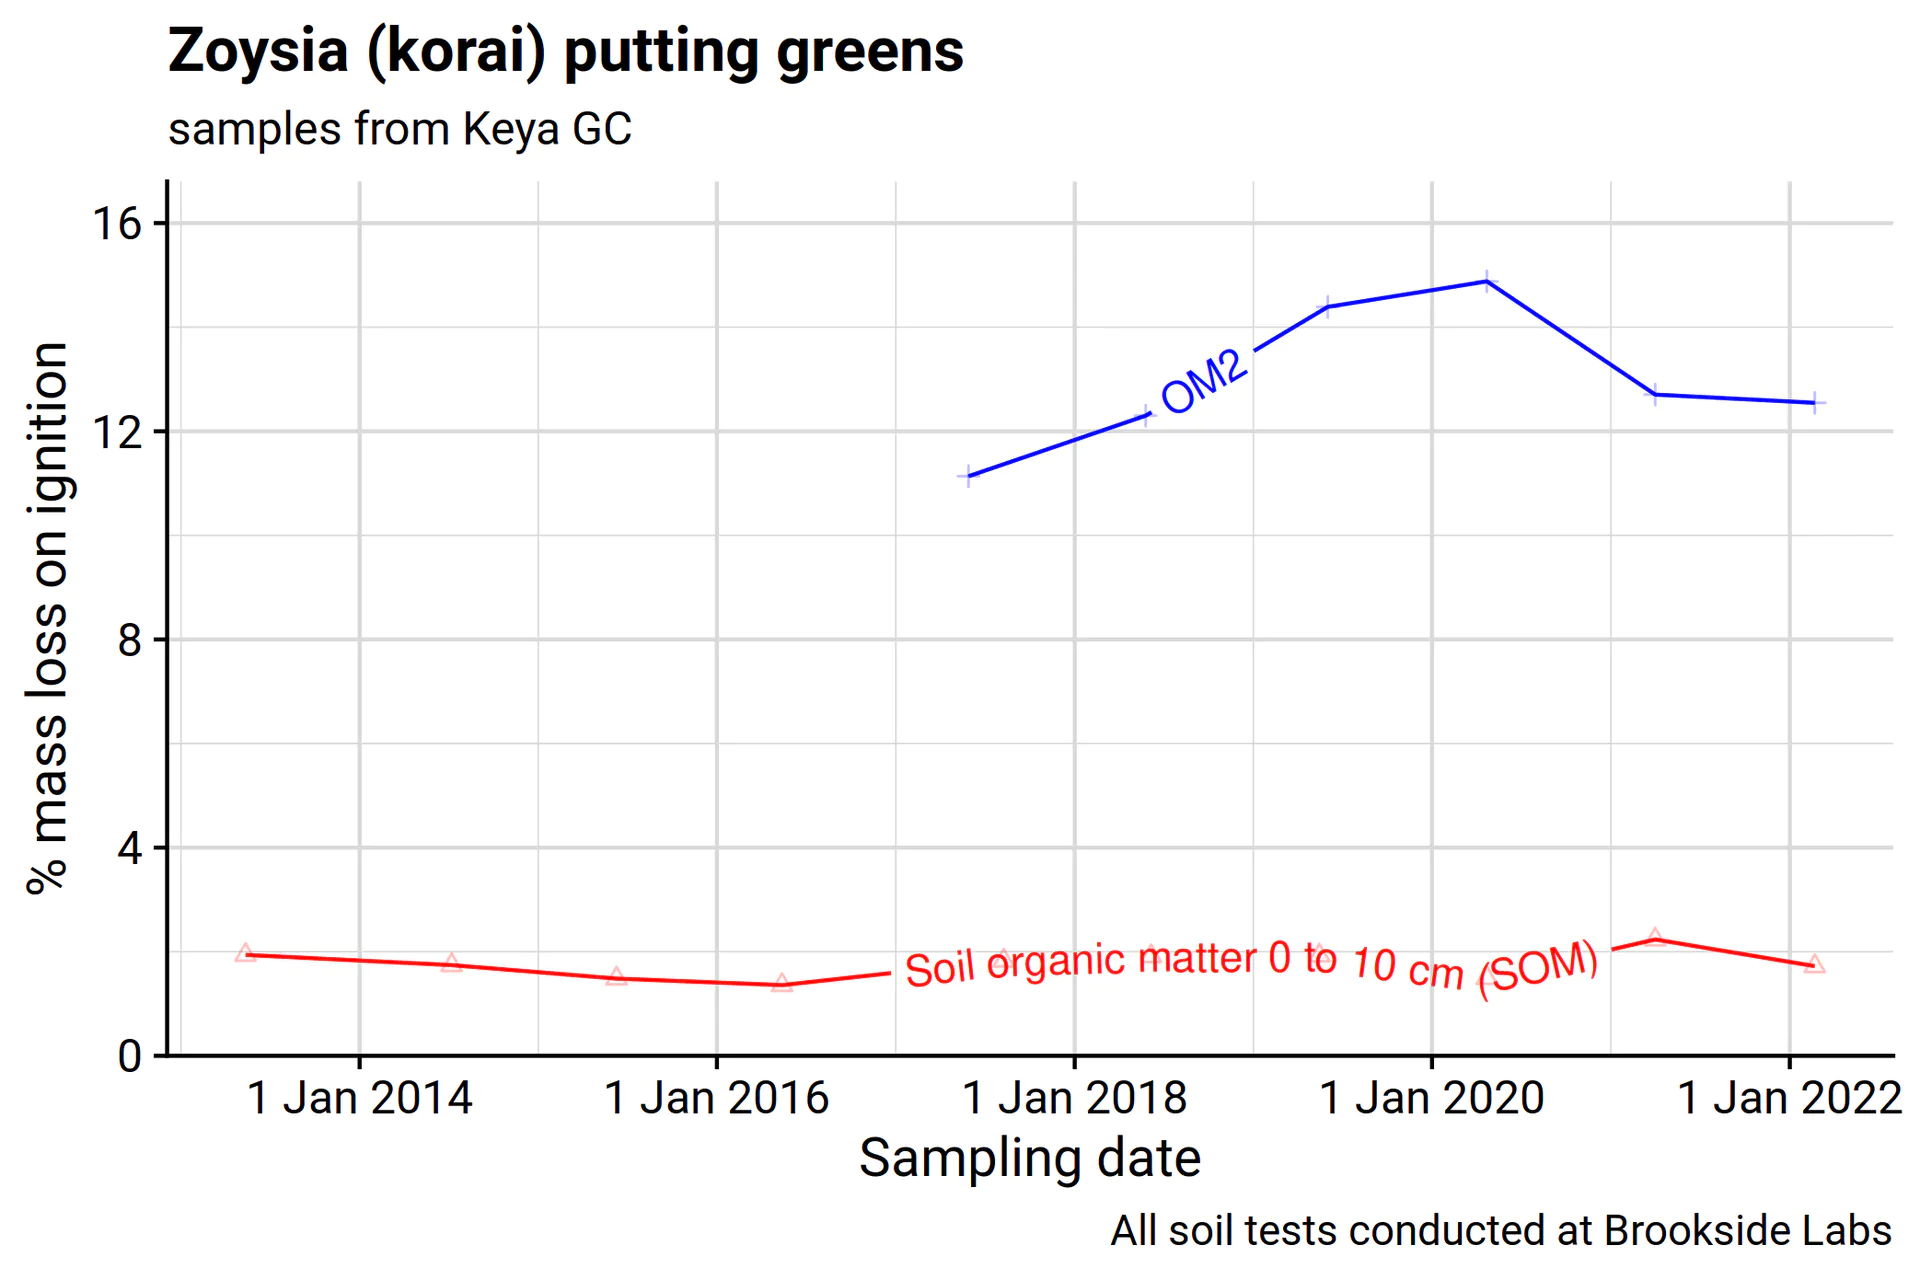 Zoysia (korai) putting greens
samples from Keya GC
% mass loss on ignition
16
12
8
4
0
OM2
Soil organic matter 0 to 10 cm (SOM)
1 Jan 2014 1 Jan 2016 1 Jan 2018 1 Jan 2020 1 Jan 2022
Sampling date
All soil tests conducted at Brookside Labs